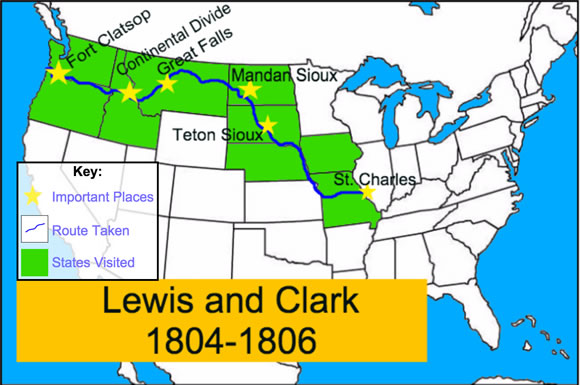 Fort Clatsop
Continental Divide
Great Falls
Mandan Sioux
Teton Sioux
St. Charles
Key:
Important Places
Route Taken
States Visited
Lewis and Clark
1804-1806